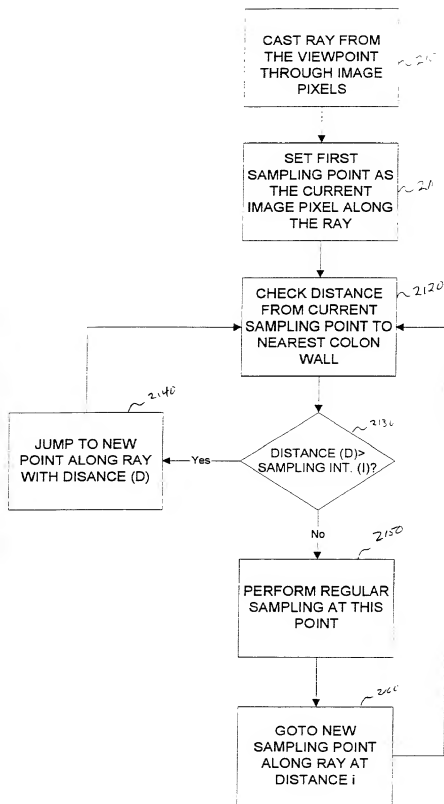 CAST RAY FROM
THE VIEWPOINT
THROUGH IMAGE
PIXELS
SET FIRST
SAMPLING POINT AS
THE CURRENT
IMAGE PIXEL ALONG
THE RAY
2120
CHECK DISTANCE
FROM CURRENT
SAMPLING POINT TO
NEAREST COLON
WALL
2140
JUMP TO NEW
POINT ALONG RAY
WITH DISANCE (D)
Yes
2130
DISTANCE (D)>
SAMPLING INT. (I)?
No
2150
PERFORM REGULAR
SAMPLING AT THIS
POINT
2160
GOTO NEW
SAMPLING POINT
ALONG RAY AT
DISTANCE i